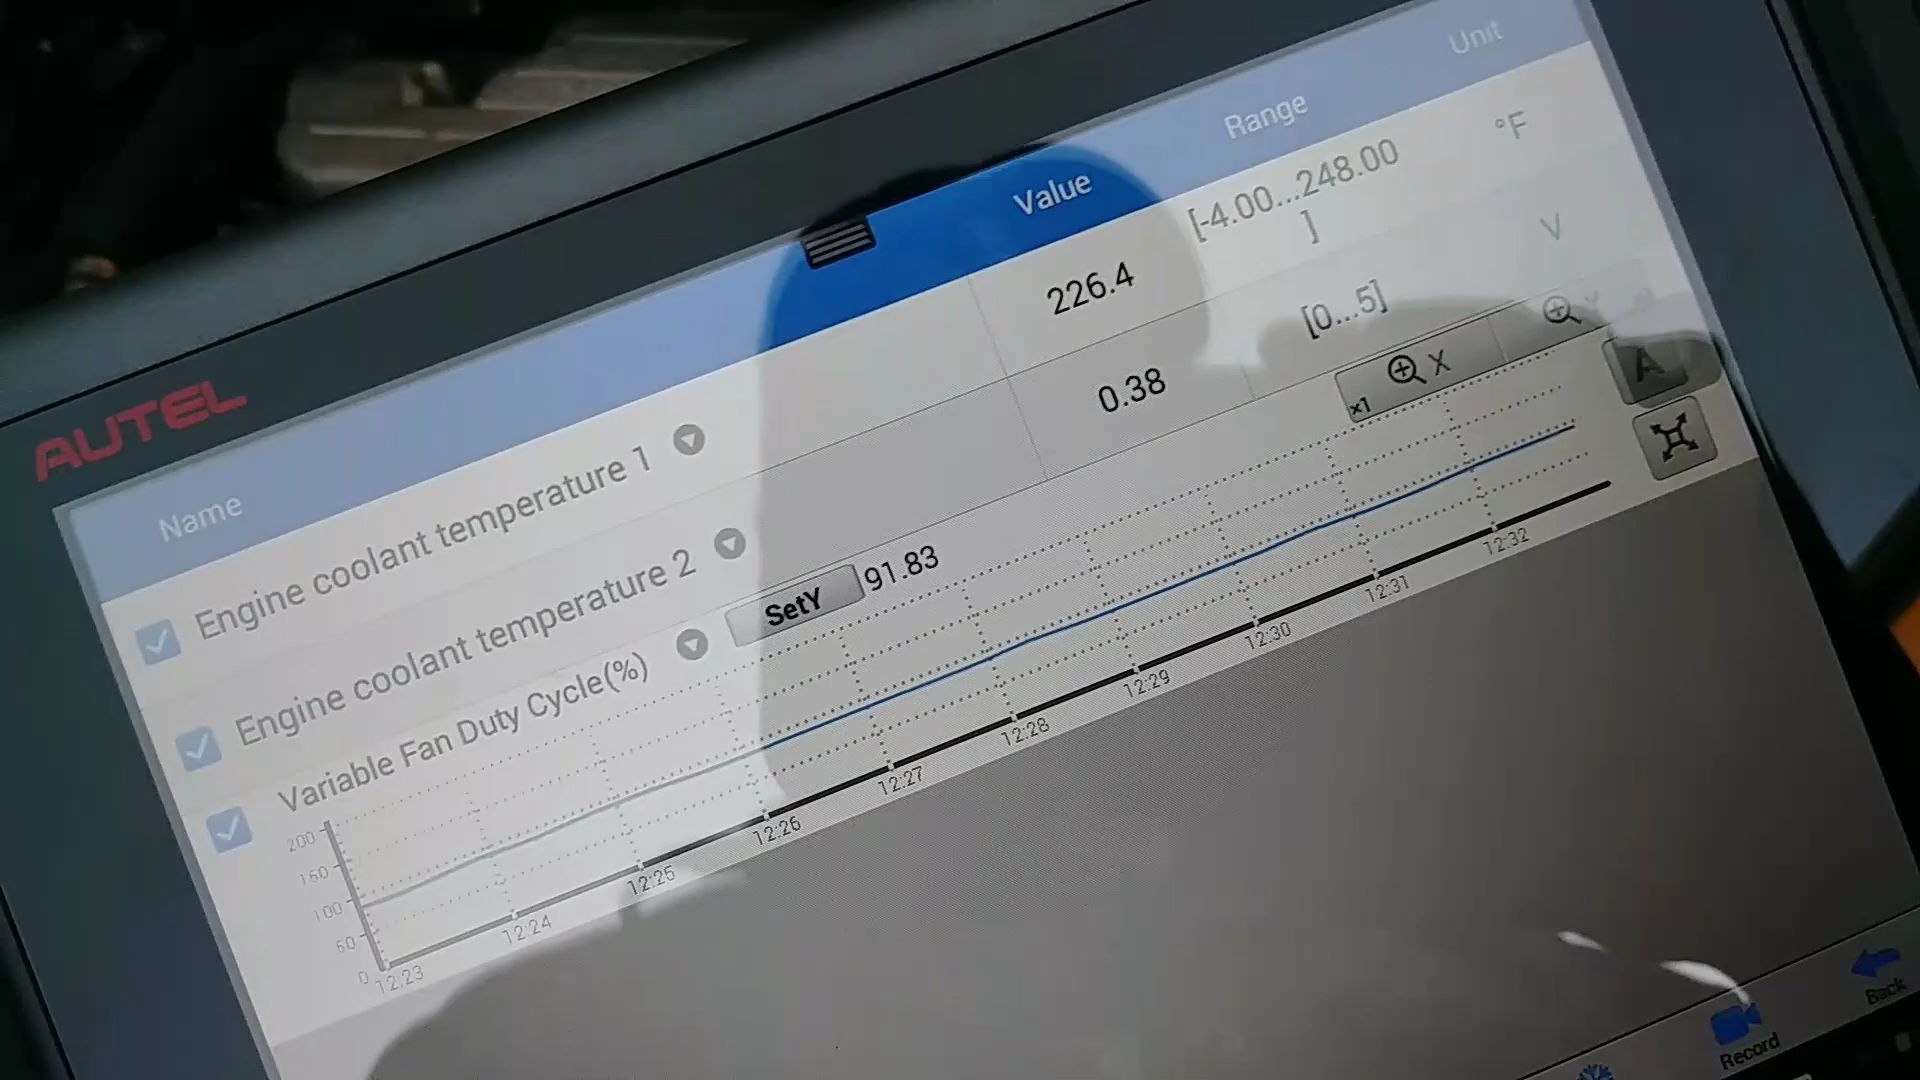 AUTEL
Name Value Range Unit
Engine coolant temperature 1 226.4 [-4.00...248.00
] °F
Engine coolant temperature 2 0.38 [0...5] V
Variable Fan Duty Cycle(%) SetY 91.83 x1 X Y A
200
150
100
50
0
12:23 12:24 12:25 12:26 12:27 12:28 12:29 12:30 12:31 12:32
Record Back